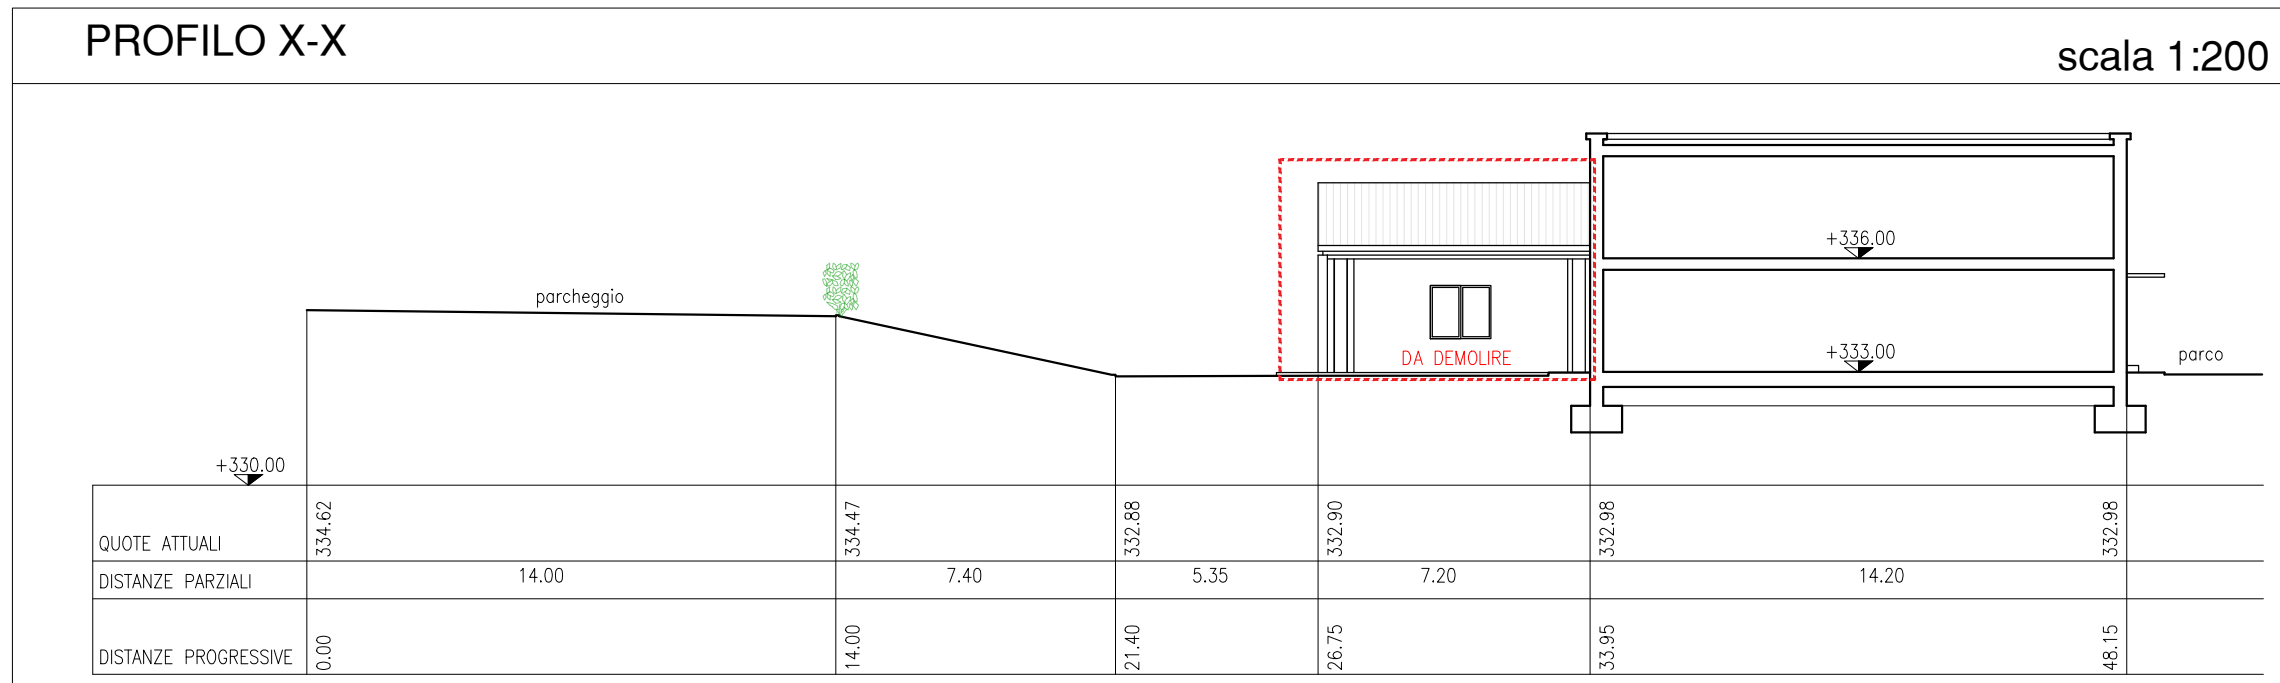 PROFILO X-X
scala 1:200
+336.00
parcheggio
DA DEMOLIRE
+333.00
parco
+330.00
QUOTE ATTUALI 334.62 334.47 332.88 332.90 332.98 332.98
DISTANZE PARZIALI 14.00 7.40 5.35 7.20 14.20
DISTANZE PROGRESSIVE 0.00 14.00 21.40 26.75 33.95 48.15